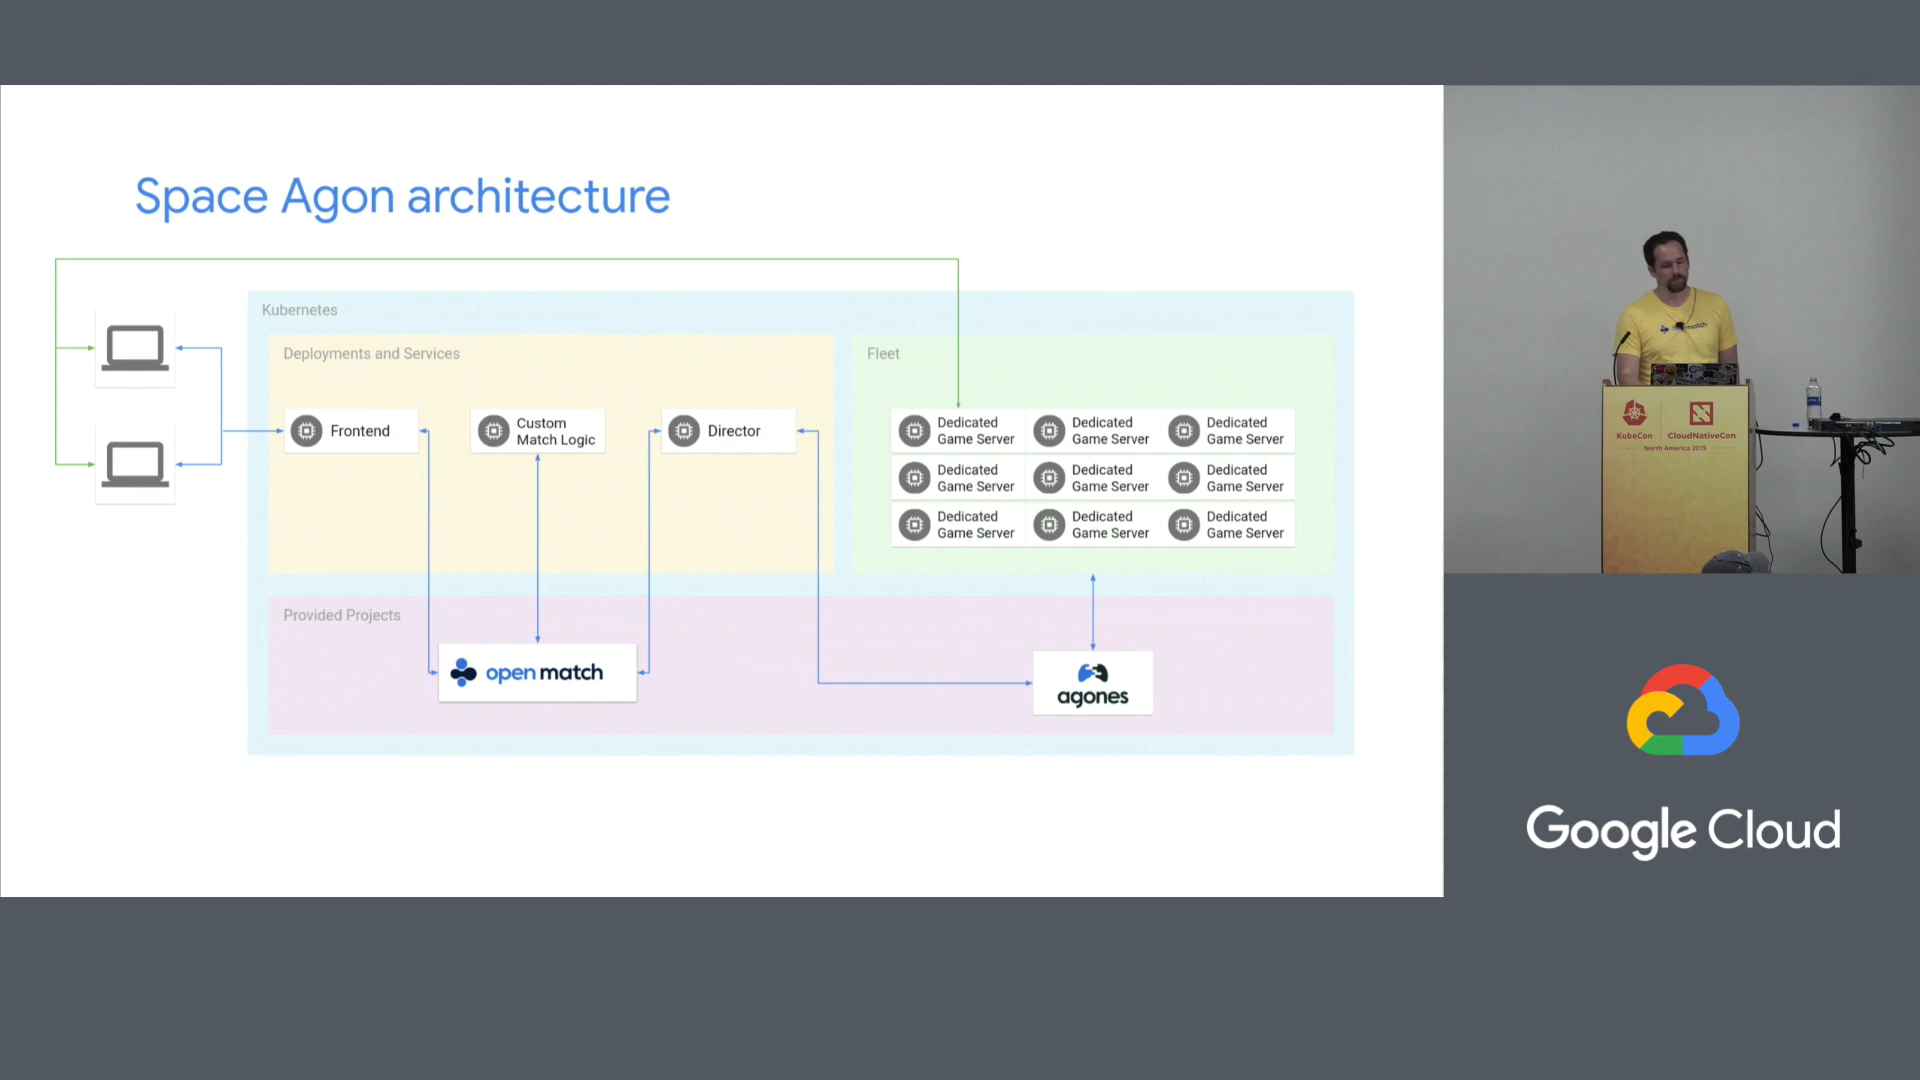 Space Agon architecture
Kubernetes
Deployments and Services
Fleet
Frontend
Custom
Match Logic
Director
Dedicated
Game Server
Dedicated
Game Server
Dedicated
Game Server
Dedicated
Game Server
Dedicated
Game Server
Dedicated
Game Server
Dedicated
Game Server
Dedicated
Game Server
Dedicated
Game Server
Provided Projects
open match
agones
KubeCon
CloudNativeCon
North America 2019
Google Cloud